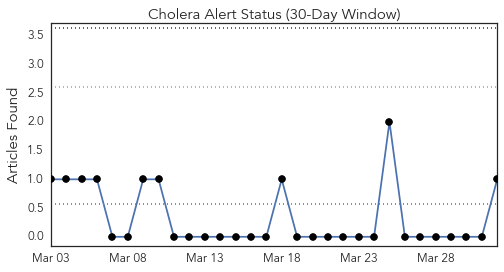 Cholera Alert Status (30-Day Window)
Articles Found
3.5
3.0
2.5
2.0
1.5
1.0
0.5
0.0
Mar 03
Mar 08
Mar 13
Mar 18
Mar 23
Mar 28